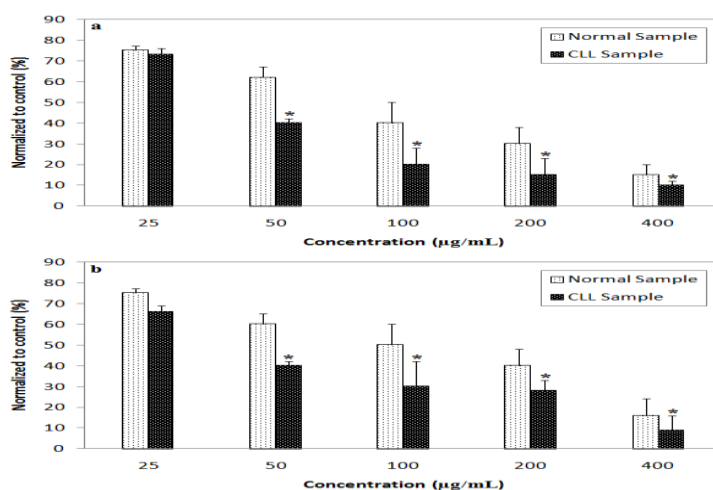 a
Normalized to control (%)
90
80
70
60
50
40
30
20
10
0
Normal Sample
CLL Sample
*
*
*
*
25 50 100 200 400
Concentration (μg/mL)
b
Normalized to control (%)
90
80
70
60
50
40
30
20
10
0
Normal Sample
CLL Sample
*
*
*
*
25 50 100 200 400
Concentration (μg/mL)